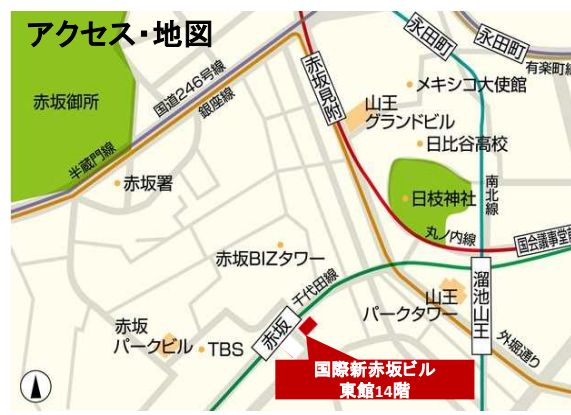 アクセス・地図
永田町
永田町
有楽町線
国道246号線
銀座線
赤坂見附
メキシコ大使館
赤坂御所
山王
グランドビル
日比谷高校
半蔵門線
赤坂署
日枝神社
南北線
丸ノ内線
国会議事堂前
赤坂BIZタワー
千代田線
溜池山王
山王
パークタワー
赤坂
赤坂
パークビル
TBS
外堀通り
国際新赤坂ビル
東館14階